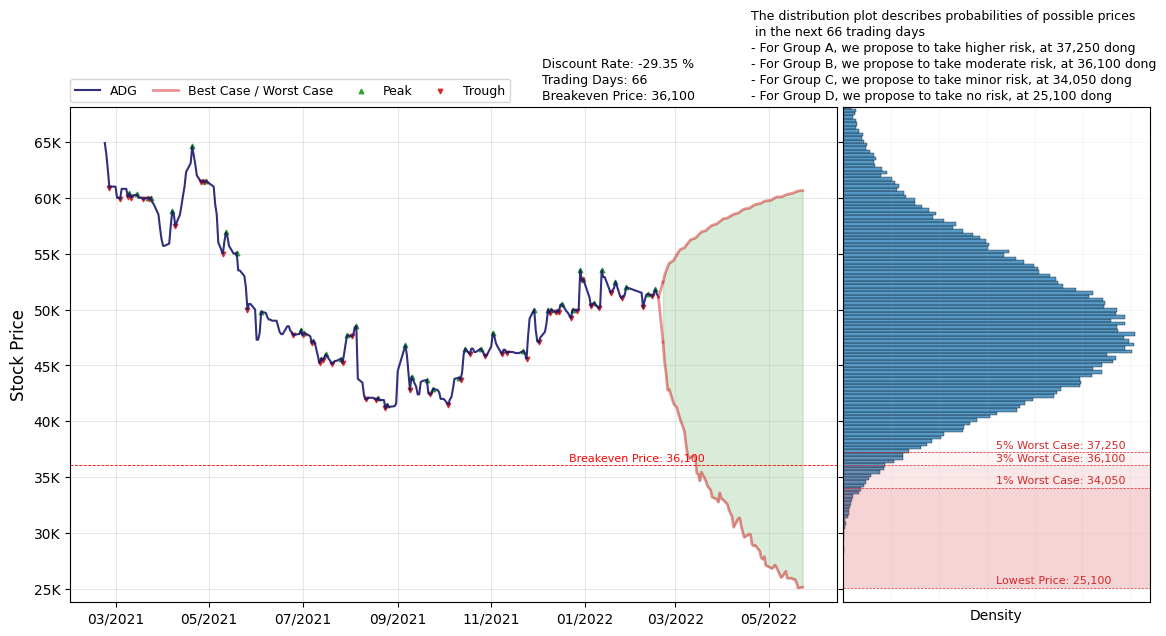 The distribution plot describes probabilities of possible prices
in the next 66 trading days
- For Group A, we propose to take higher risk, at 37,250 dong
- For Group B, we propose to take moderate risk, at 36,100 dong
- For Group C, we propose to take minor risk, at 34,050 dong
- For Group D, we propose to take no risk, at 25,100 dong
Discount Rate: -29.35 %
Trading Days: 66
Breakeven Price: 36,100
ADG
Best Case / Worst Case
Peak
Trough
Stock Price
65K
60K
55K
50K
45K
40K
35K
30K
25K
Breakeven Price: 36,100
5% Worst Case: 37,250
3% Worst Case: 36,100
1% Worst Case: 34,050
Lowest Price: 25,100
03/2021
05/2021
07/2021
09/2021
11/2021
01/2022
03/2022
05/2022
Density